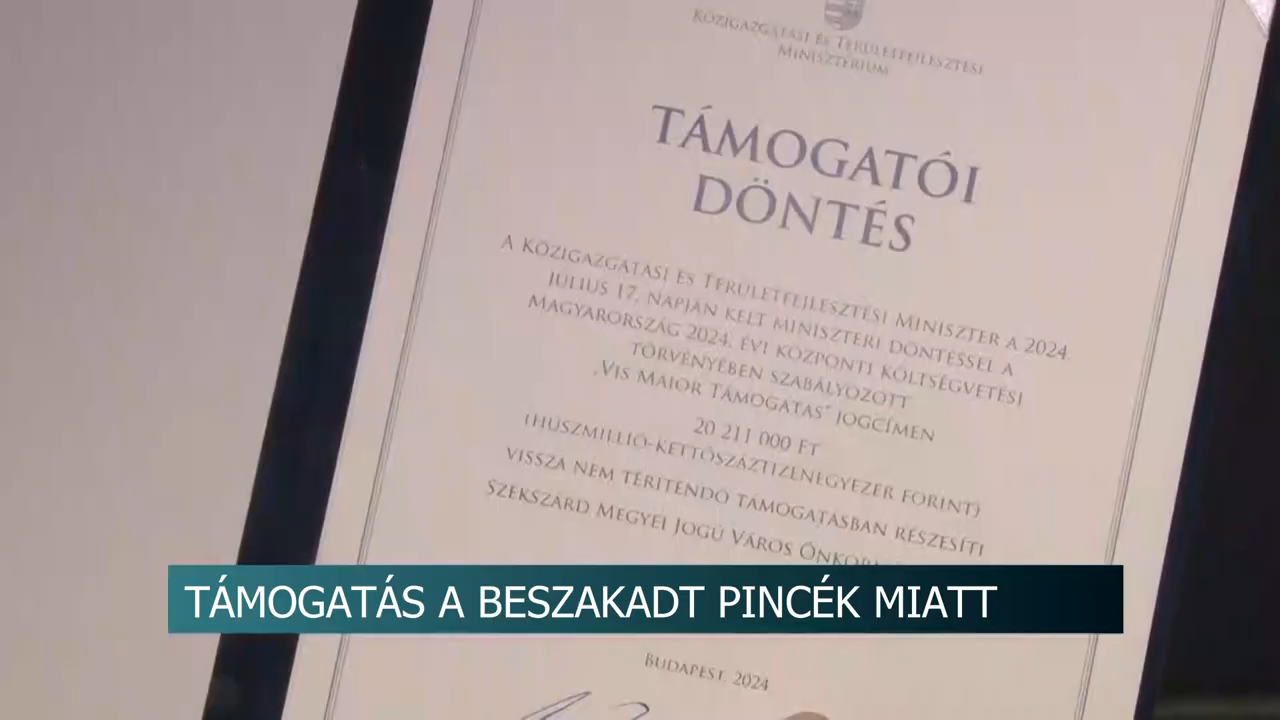 KÖZIGAZGATÁSI ÉS TERÜLETFEJLESZTÉSI
MINISZTÉRIUM
TÁMOGATÓI
DÖNTÉS
A KÖZIGAZGATÁSI ÉS TERÜLETFEJLESZTÉSI MINISZTER A 2024.
JÚLIUS 17. NAPJÁN KELT MINISZTERI DÖNTÉSSEL A
MAGYARORSZÁG 2024. ÉVI KÖZPONTI KÖLTSÉGVETÉSI
TÖRVÉNYÉBEN SZABÁLYOZOTT
„VIS MAIOR TÁMOGATÁS” JOGCÍMEN
20 211 000 FT
(HÚSZMILLIÓ-KETTŐSZÁZTIZENEGYEZER FORINT)
VISSZA NEM TÉRÍTENDŐ TÁMOGATÁSBAN RÉSZESÍTI
SZEKSZÁRD MEGYEI JOGÚ VÁROS
TÁMOGATÁS A BESZAKADT PINCÉK MIATT
BUDAPEST, 2024